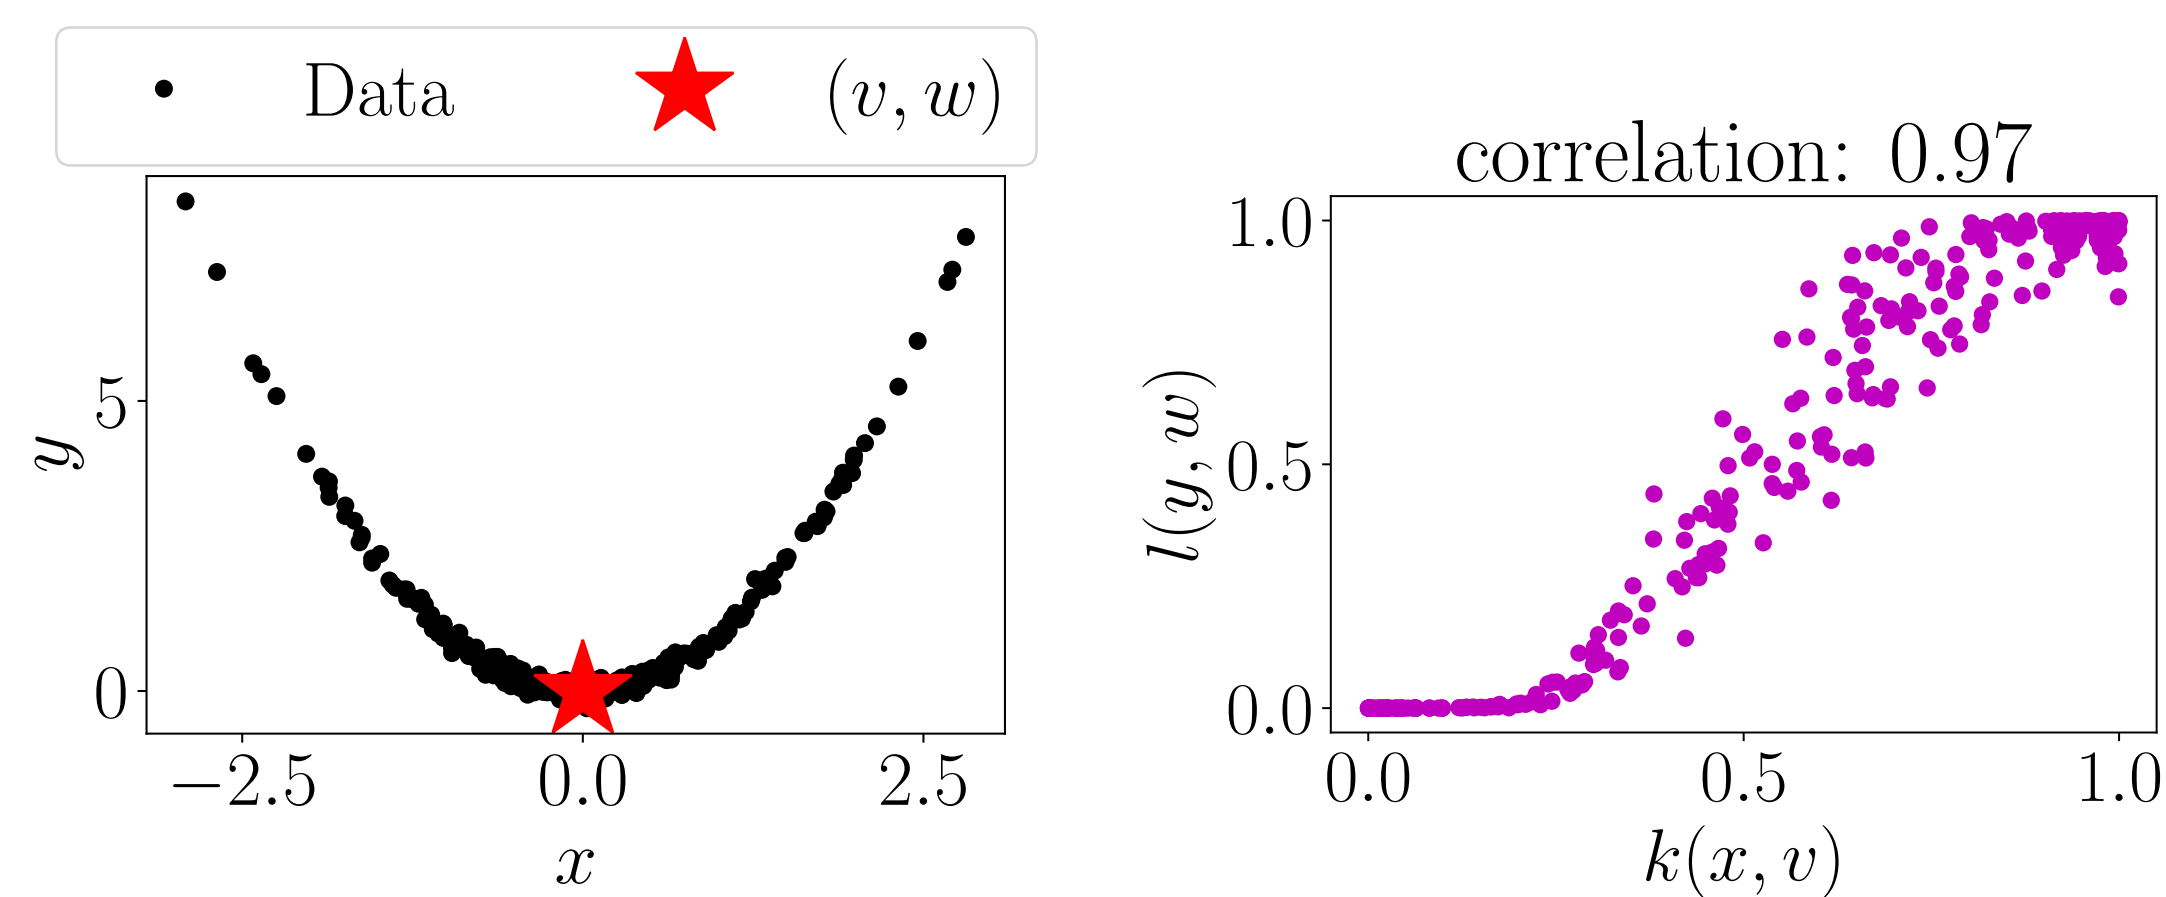 Data (v, w)
y
5
0
−2.5 0.0 2.5
x
correlation: 0.97
l(y, w)
1.0
0.5
0.0
0.0 0.5 1.0
k(x, v)